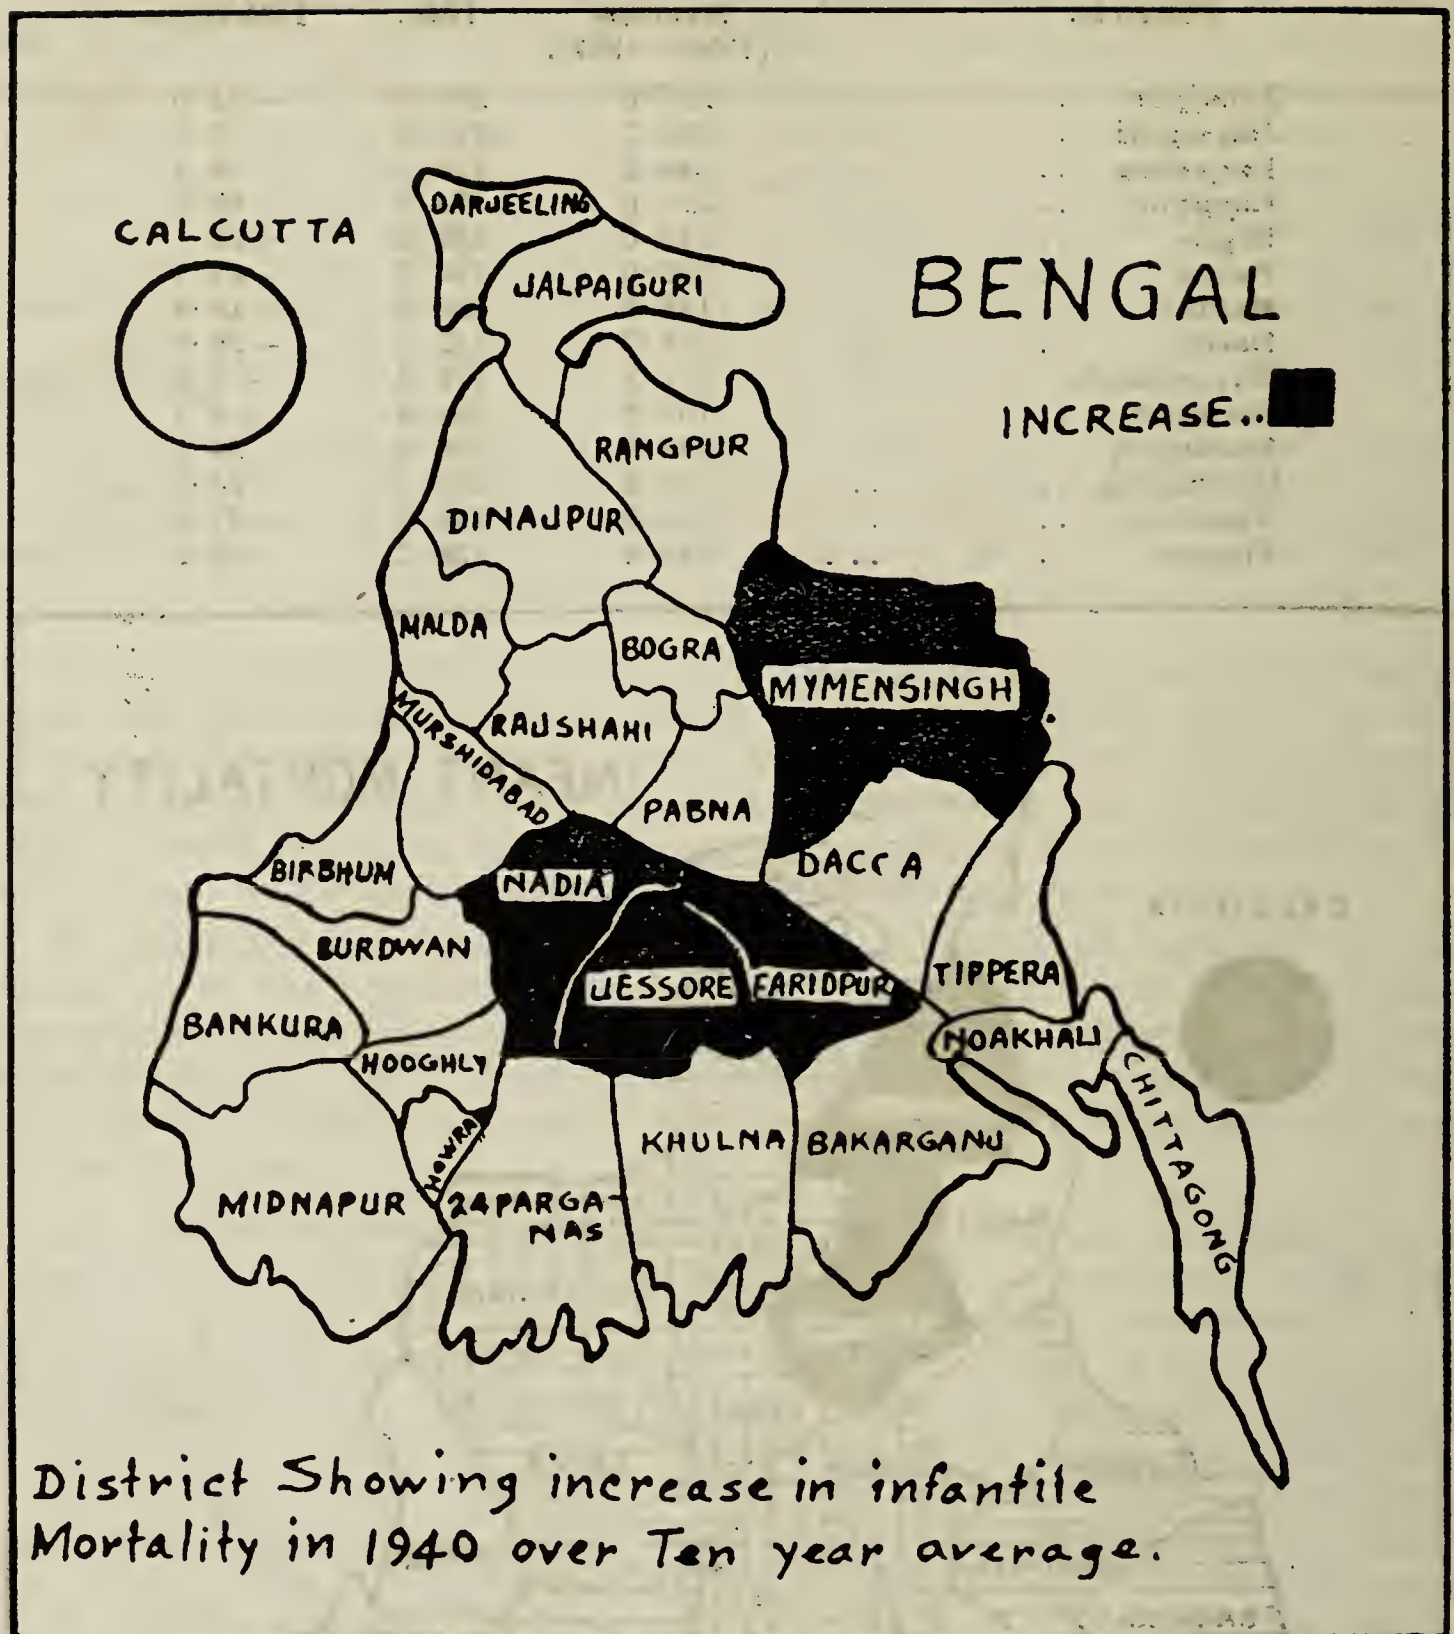 CALCUTTA
DARJEELING
JALPAIGURI
BENGAL
INCREASE..
RANGPUR
DINAJPUR
MALDA
BOGRA
MYMENSINGH
MURSHIDABAD
RAJSHAHI
PABNA
DACCA
BIRBHUM
NADIA
BURDWAN
JESSORE
FARIDPUR
TIPPERA
BANKURA
HOOGHLY
NOAKHALI
CHITTAGONG
HOWRA
KHULNA
BAKARGANJ
MIDNAPUR
24 PARGA-
NAS
District Showing increase in infantile
Mortality in 1940 over Ten year average.